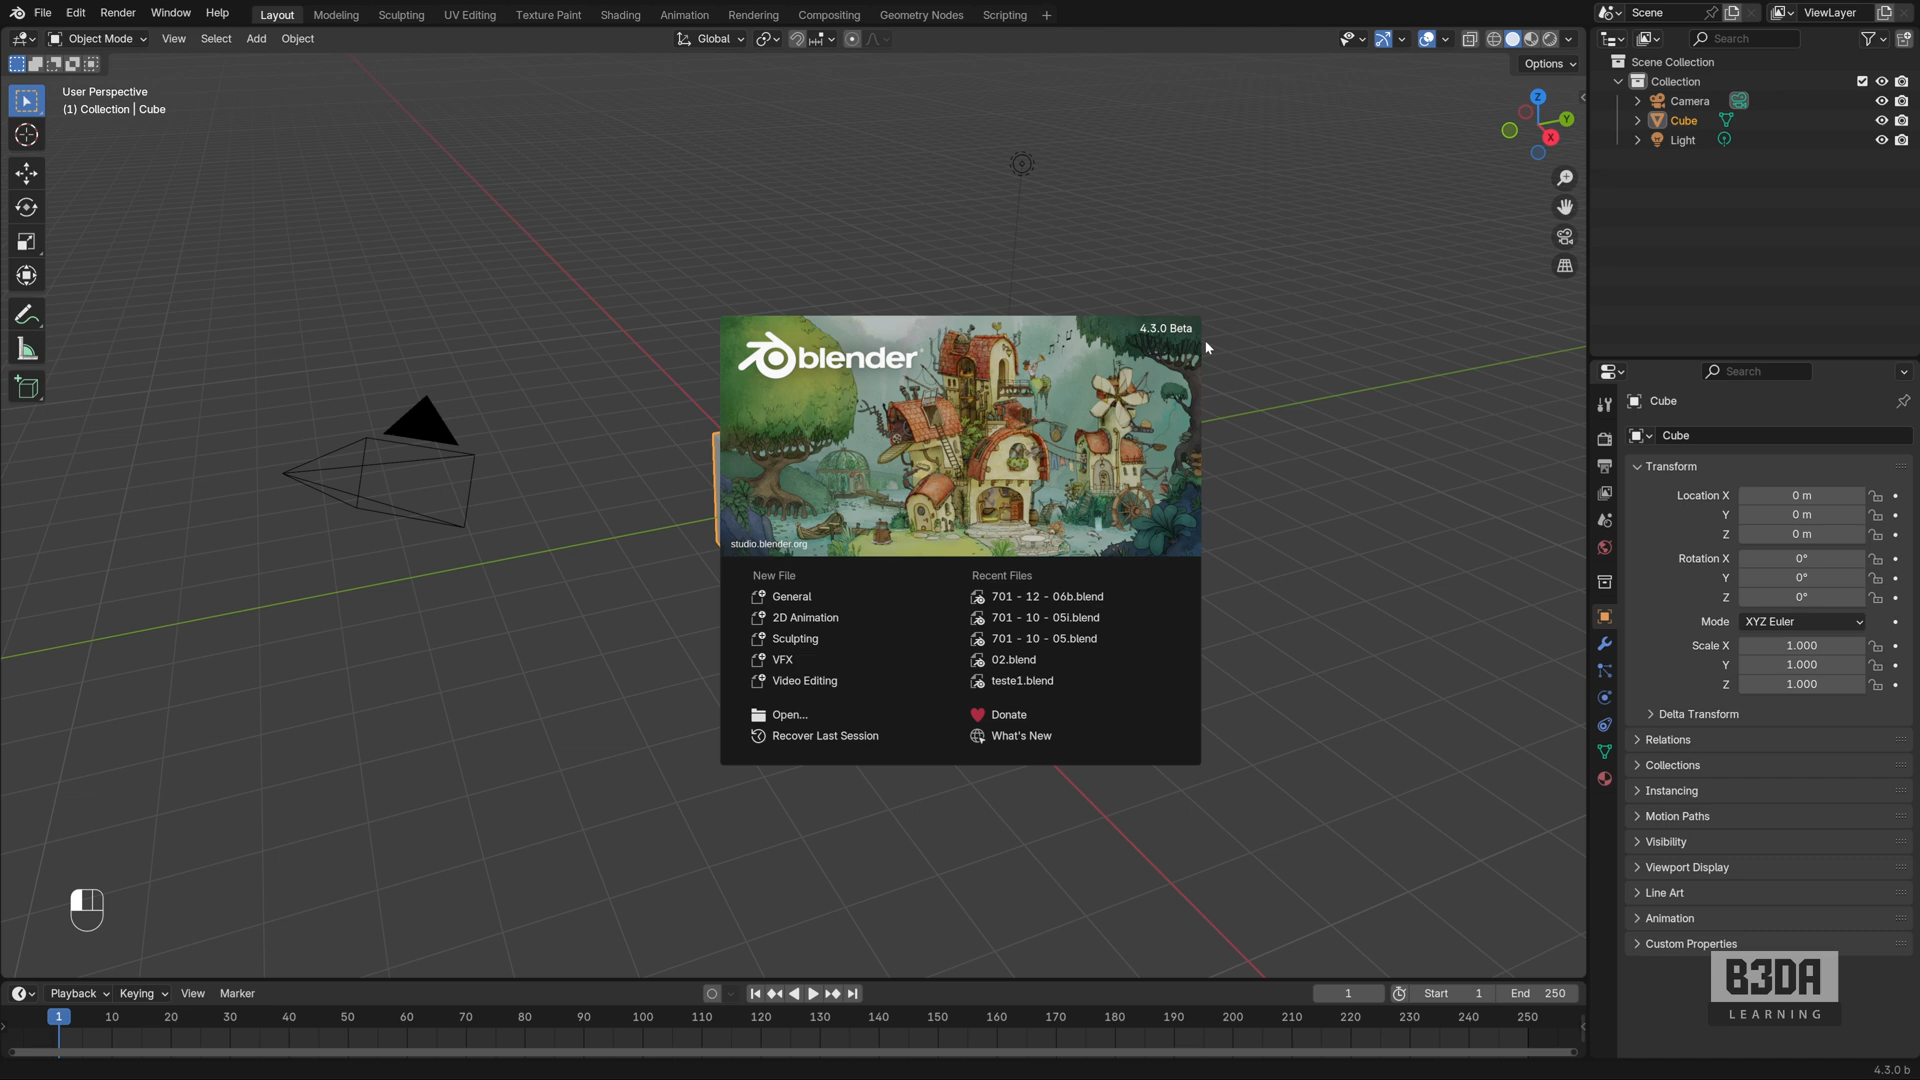 File Edit Render Window Help
Layout Modeling Sculpting UV Editing Texture Paint Shading Animation Rendering Compositing Geometry Nodes Scripting +
Scene ViewLayer
Object Mode View Select Add Object
Global
Search
Options
User Perspective
(1) Collection | Cube
Z
Y
X
Scene Collection
Collection
Camera
Cube
Light
4.3.0 Beta
blender
studio.blender.org
New File
General
2D Animation
Sculpting
VFX
Video Editing
Open...
Recover Last Session
Recent Files
701 - 12 - 06b.blend
701 - 10 - 05i.blend
701 - 10 - 05.blend
02.blend
teste1.blend
Donate
What's New
Search
Cube
Cube
Transform
Location X 0 m
Y 0 m
Z 0 m
Rotation X 0°
Y 0°
Z 0°
Mode XYZ Euler
Scale X 1.000
Y 1.000
Z 1.000
Delta Transform
Relations
Collections
Instancing
Motion Paths
Visibility
Viewport Display
Line Art
Animation
Custom Properties
B3DA
LEARNING
Playback Keying View Marker
1 Start 1 End 250
1 10 20 30 40 50 60 70 80 90 100 110 120 130 140 150 160 170 180 190 200 210 220 230 240 250
4.3.0 b